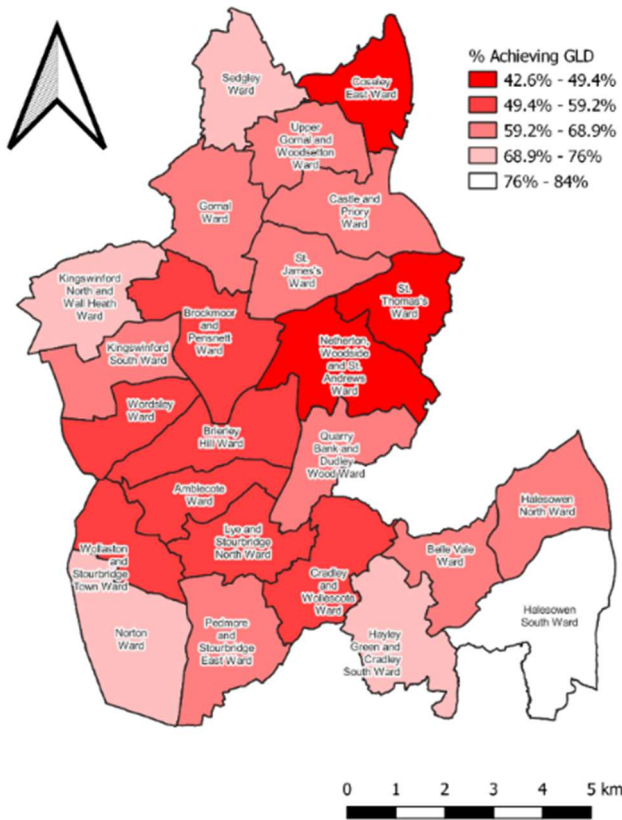 % Achieving GLD
42.6% - 49.4%
49.4% - 59.2%
59.2% - 68.9%
68.9% - 76%
76% - 84%
Sedgley
Ward
Coseley
East Ward
Upper
Gornal and
Woodsetton
Ward
Gornal
Ward
Castle and
Priory
Ward
St.
James's
Ward
Kingswinford
North and
Wall Heath
Ward
St.
Thomas's
Ward
Brockmoor
and
Pensnett
Ward
Kingswinford
South Ward
Netherton,
Woodside
and St.
Andrews
Ward
Wordsley
Ward
Brierley
Hill Ward
Quarry
Bank and
Dudley
Wood Ward
Amblecote
Ward
Halesowen
North Ward
Lye and
Stourbridge
North Ward
Wollaston
and
Stourbridge
Town Ward
Belle Vale
Ward
Cradley
and
Wollescote
Ward
Halesowen
South Ward
Norton
Ward
Pedmore
and
Stourbridge
East Ward
Hayley
Green and
Cradley
South Ward
0 1 2 3 4 5 km